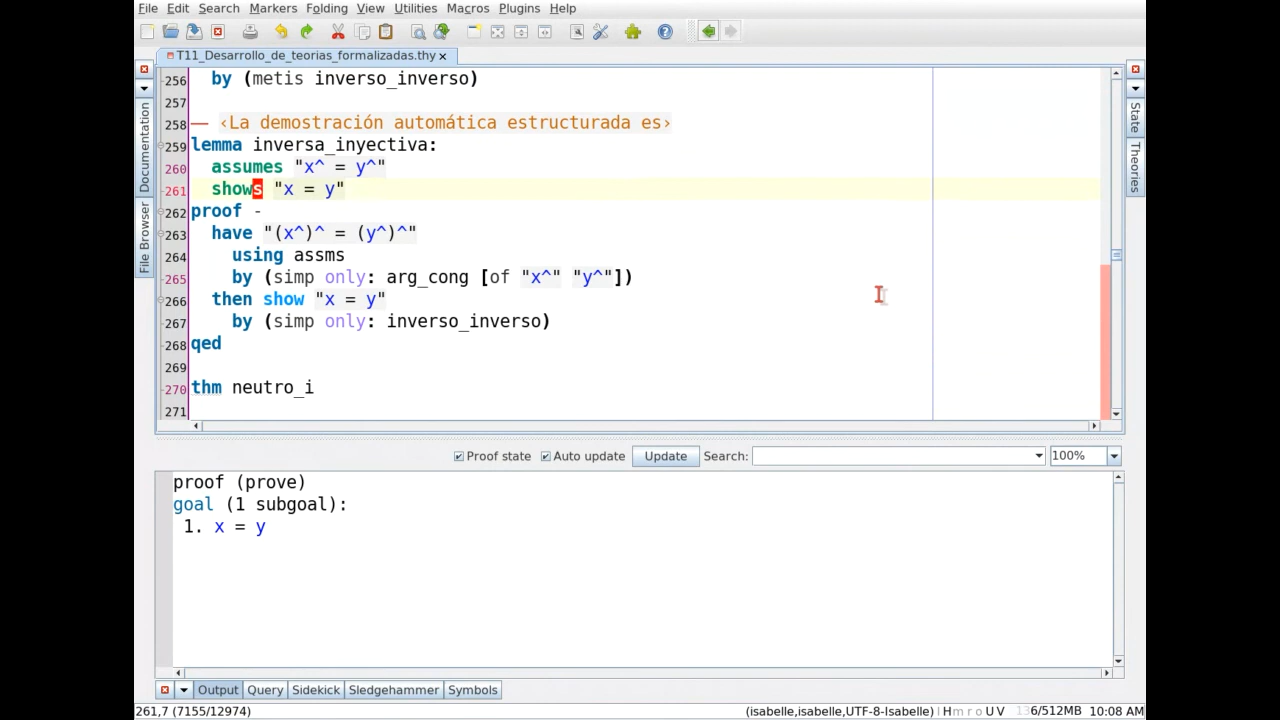 File Edit Search Markers Folding View Utilities Macros Plugins Help
T11_Desarrollo_de_teorias_formalizadas.thy
256 by (metis inverso_inverso)
257
258 — ‹La demostración automática estructurada es›
259 lemma inversa_inyectiva:
260 assumes "x^ = y^"
261 shows "x = y"
262 proof -
263 have "(x^)^ = (y^)^"
264 using assms
265 by (simp only: arg_cong [of "x^" "y^"])
266 then show "x = y"
267 by (simp only: inverso_inverso)
268 qed
269
270 thm neutro_i
271
Documentation
File Browser
State
Theories
Proof state Auto update Update Search: 100%
proof (prove)
goal (1 subgoal):
1. x = y
Output Query Sidekick Sledgehammer Symbols
261,7 (7155/12974) (isabelle,isabelle,UTF-8-Isabelle) H m r o U V 136/512MB 10:08 AM